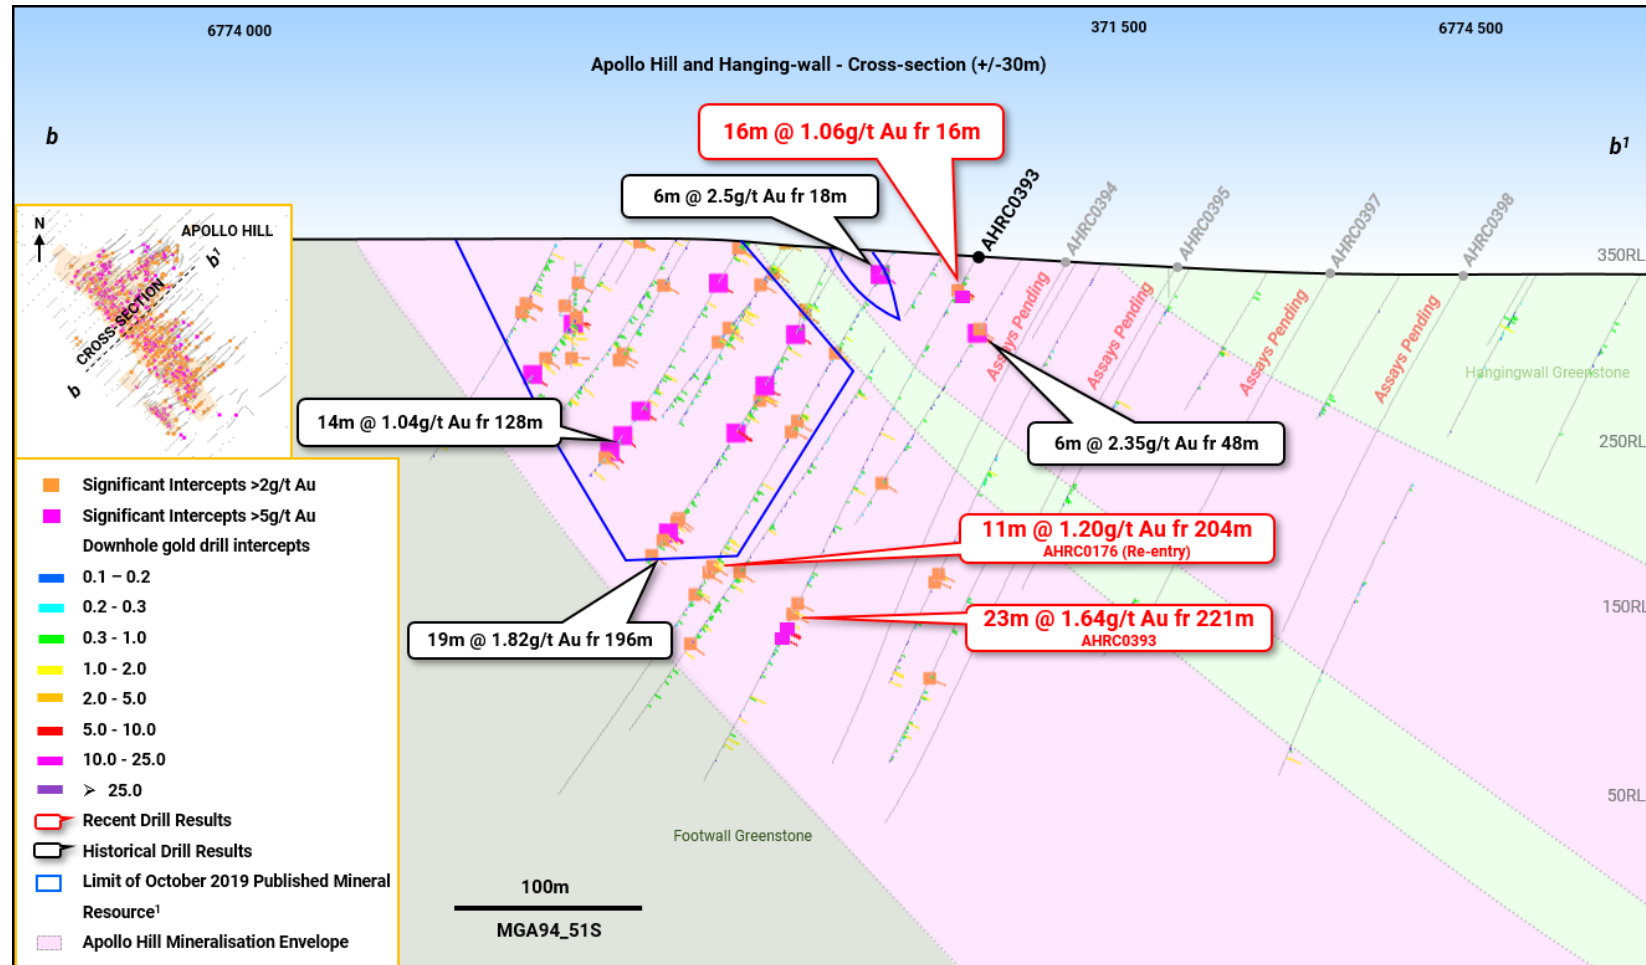 6774 000
371 500
6774 500
Apollo Hill and Hanging-wall - Cross-section (+/-30m)
b
b¹
16m @ 1.06g/t Au fr 16m
6m @ 2.5g/t Au fr 18m
AHRC0393
AHRC0394
AHRC0395
AHRC0397
AHRC0398
N
APOLLO HILL
b¹
CROSS-SECTION
b
350RL
Assays Pending
Assays Pending
Assays Pending
Assays Pending
Hangingwall Greenstone
14m @ 1.04g/t Au fr 128m
6m @ 2.35g/t Au fr 48m
250RL
11m @ 1.20g/t Au fr 204m
AHRC0176 (Re-entry)
150RL
23m @ 1.64g/t Au fr 221m
AHRC0393
19m @ 1.82g/t Au fr 196m
50RL
Footwall Greenstone
100m
MGA94_51S
Significant Intercepts >2g/t Au
Significant Intercepts >5g/t Au
Downhole gold drill intercepts
0.1 – 0.2
0.2 - 0.3
0.3 - 1.0
1.0 - 2.0
2.0 - 5.0
5.0 - 10.0
10.0 - 25.0
➢ 25.0
Recent Drill Results
Historical Drill Results
Limit of October 2019 Published Mineral
Resource¹
Apollo Hill Mineralisation Envelope